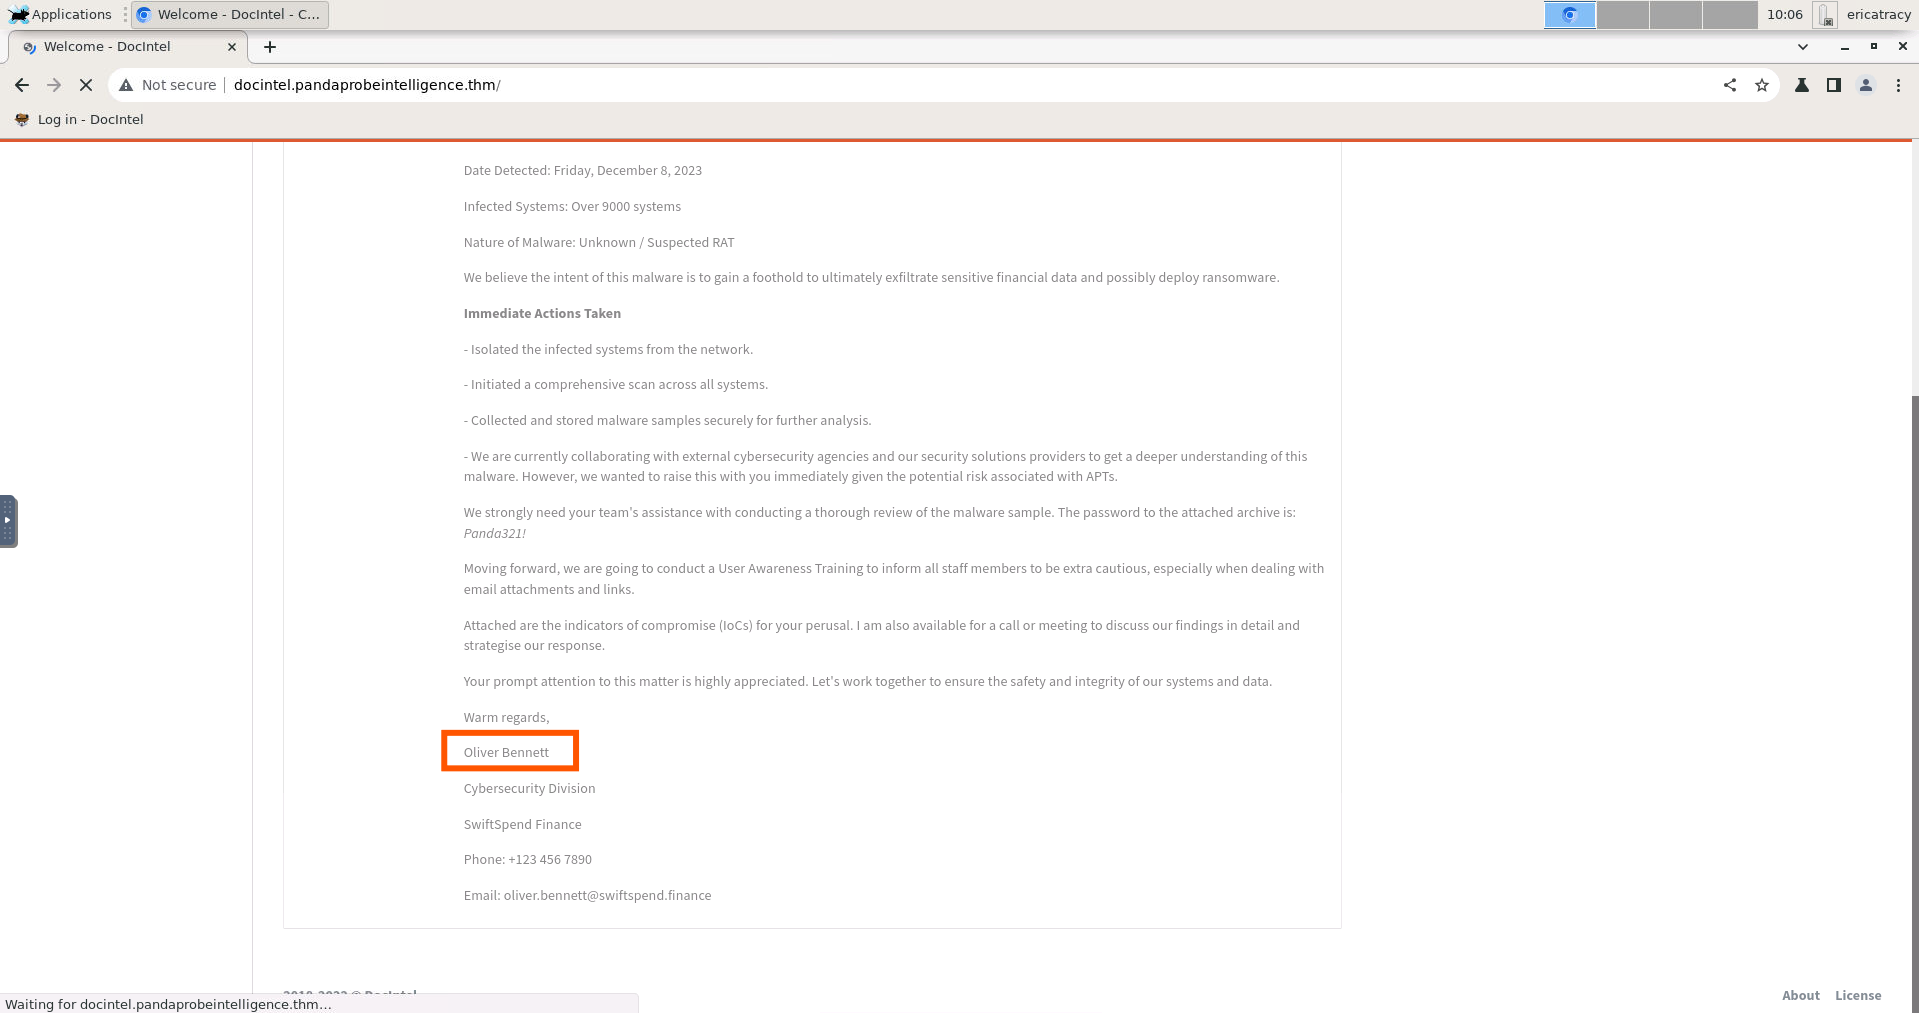 Applications
Welcome - DocIntel - C...
10:06
ericatracy
Welcome - DocIntel
Not secure
docintel.pandaprobeintelligence.thm/
Log in - DocIntel
Date Detected: Friday, December 8, 2023
Infected Systems: Over 9000 systems
Nature of Malware: Unknown / Suspected RAT
We believe the intent of this malware is to gain a foothold to ultimately exfiltrate sensitive financial data and possibly deploy ransomware.
Immediate Actions Taken
- Isolated the infected systems from the network.
- Initiated a comprehensive scan across all systems.
- Collected and stored malware samples securely for further analysis.
- We are currently collaborating with external cybersecurity agencies and our security solutions providers to get a deeper understanding of this
malware. However, we wanted to raise this with you immediately given the potential risk associated with APTs.
We strongly need your team's assistance with conducting a thorough review of the malware sample. The password to the attached archive is:
Panda321!
Moving forward, we are going to conduct a User Awareness Training to inform all staff members to be extra cautious, especially when dealing with
email attachments and links.
Attached are the indicators of compromise (IoCs) for your perusal. I am also available for a call or meeting to discuss our findings in detail and
strategise our response.
Your prompt attention to this matter is highly appreciated. Let's work together to ensure the safety and integrity of our systems and data.
Warm regards,
Oliver Bennett
Cybersecurity Division
SwiftSpend Finance
Phone: +123 456 7890
Email: oliver.bennett@swiftspend.finance
© DocIntel
About License
Waiting for docintel.pandaprobeintelligence.thm...